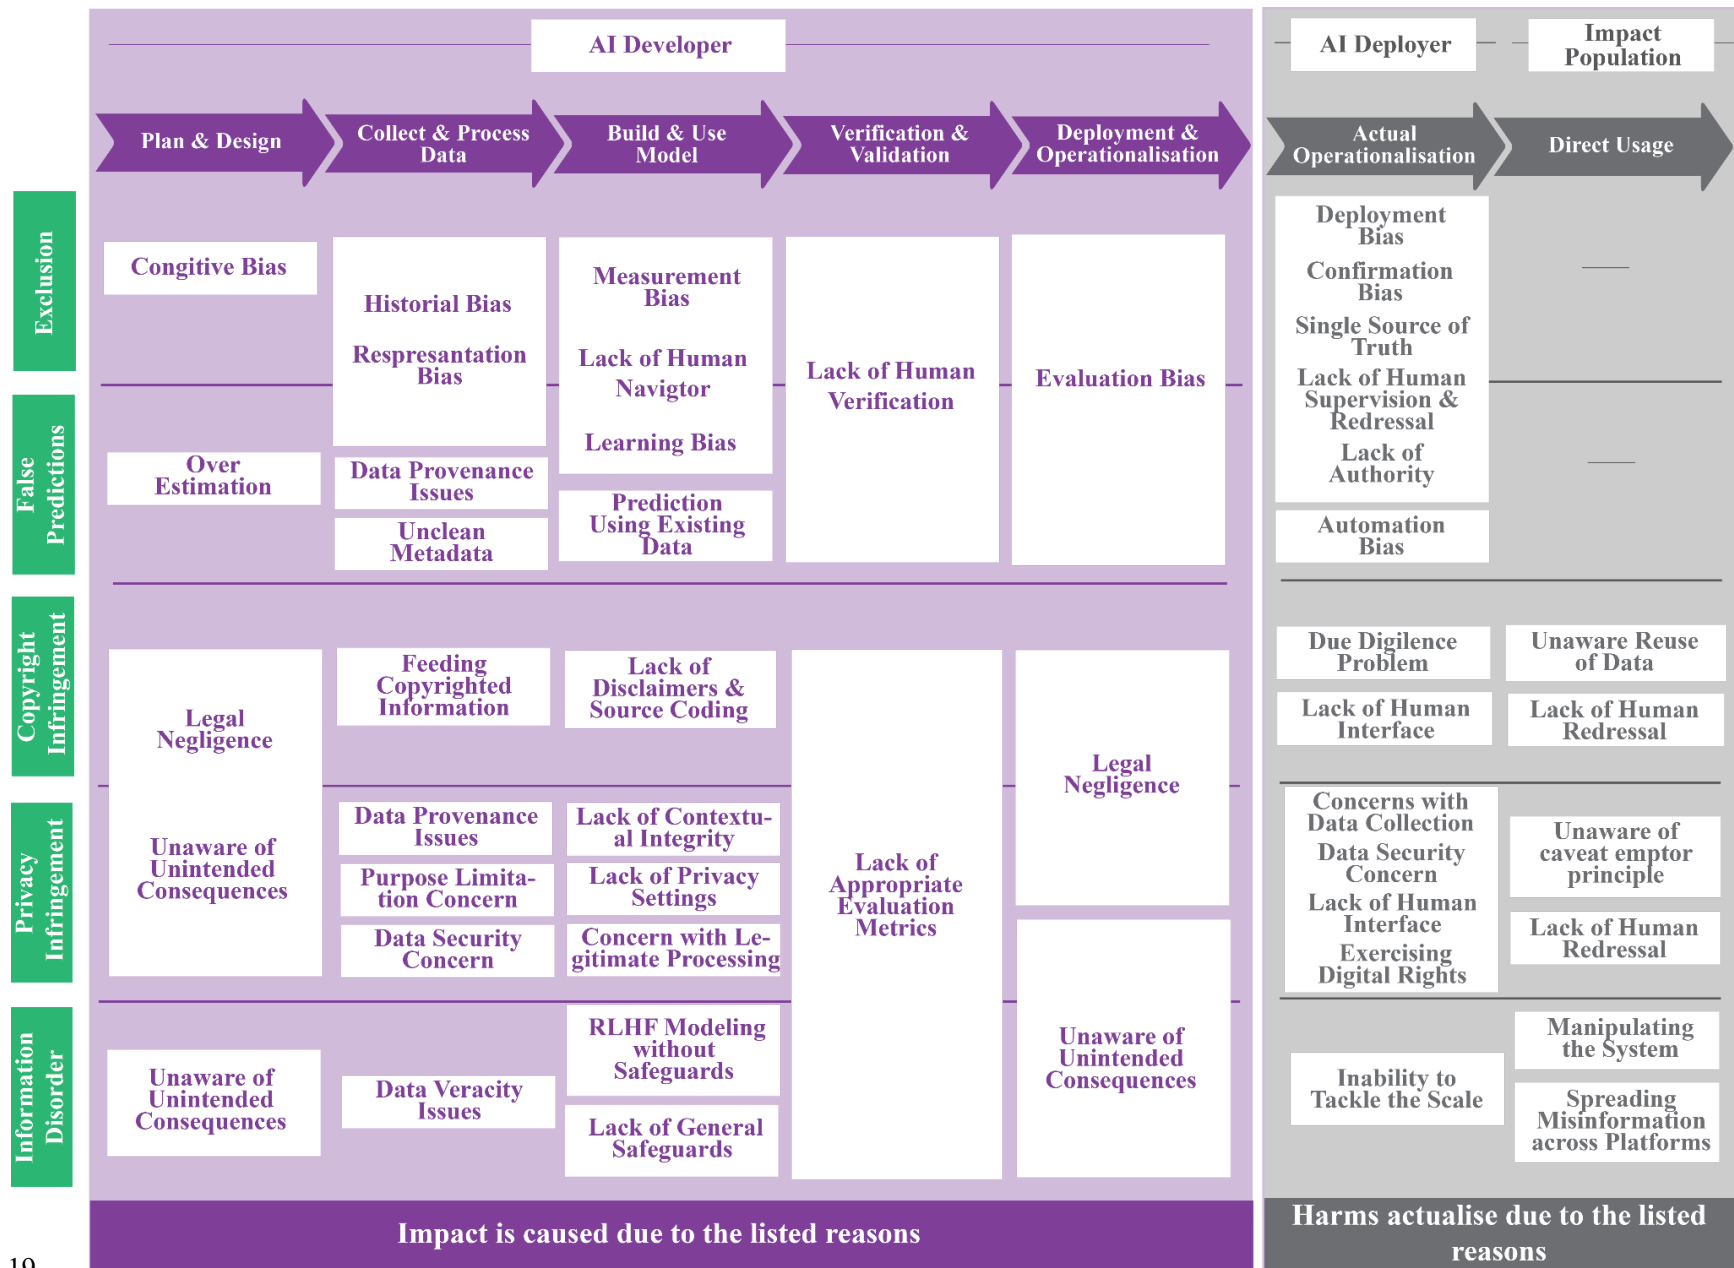 AI Developer
AI Deployer
Impact
Population
Plan & Design
Collect & Process
Data
Build & Use
Model
Verification &
Validation
Deployment &
Operationalisation
Actual
Operationalisation
Direct Usage
Exclusion
Congitive Bias
Historial Bias
Respresantation
Bias
Measurement
Bias
Lack of Human
Navigtor
Learning Bias
Lack of Human
Verification
Evaluation Bias
Deployment
Bias
Confirmation
Bias
Single Source of
Truth
Lack of Human
Supervision &
Redressal
Lack of
Authority
False
Predictions
Over
Estimation
Data Provenance
Issues
Unclean
Metadata
Prediction
Using Existing
Data
Automation
Bias
Copyright
Infringement
Legal
Negligence
Feeding
Copyrighted
Information
Lack of
Disclaimers &
Source Coding
Lack of
Appropriate
Evaluation
Metrics
Legal
Negligence
Due Digilence
Problem
Lack of Human
Interface
Unaware Reuse
of Data
Lack of Human
Redressal
Privacy
Infringement
Unaware of
Unintended
Consequences
Data Provenance
Issues
Purpose Limita-
tion Concern
Data Security
Concern
Lack of Contextu-
al Integrity
Lack of Privacy
Settings
Concern with Le-
gitimate Processing
Concerns with
Data Collection
Data Security
Concern
Lack of Human
Interface
Exercising
Digital Rights
Unaware of
caveat emptor
principle
Lack of Human
Redressal
Information
Disorder
Unaware of
Unintended
Consequences
Data Veracity
Issues
RLHF Modeling
without
Safeguards
Lack of General
Safeguards
Unaware of
Unintended
Consequences
Inability to
Tackle the Scale
Manipulating
the System
Spreading
Misinformation
across Platforms
Impact is caused due to the listed reasons
Harms actualise due to the listed
reasons
19